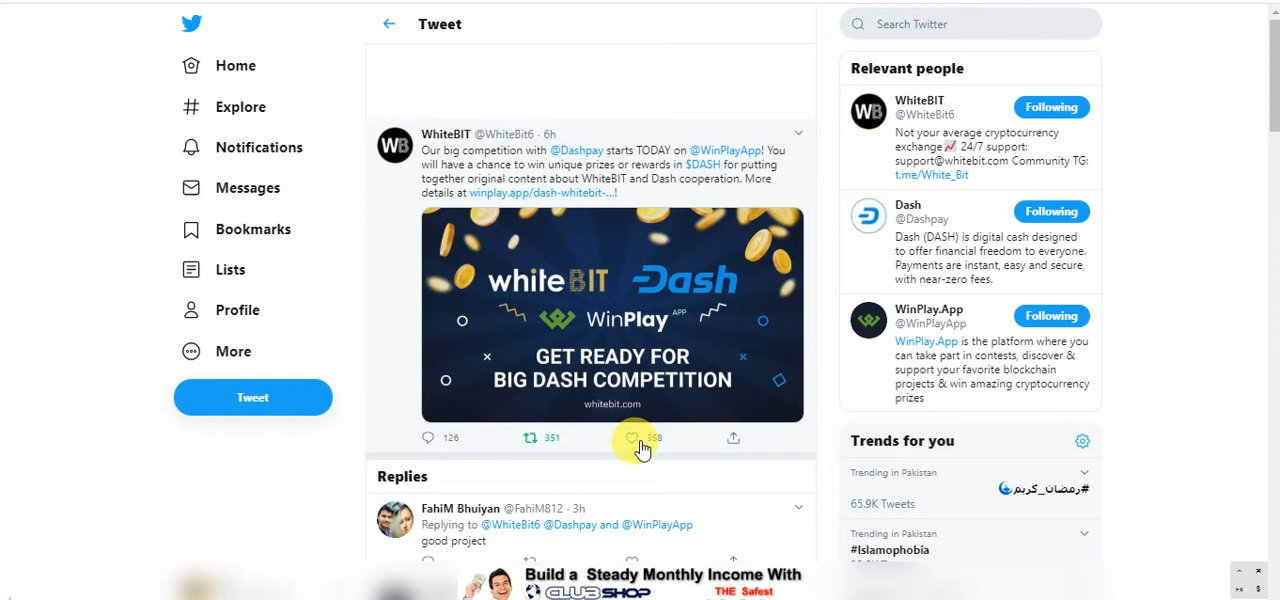 Tweet
Search Twitter
Home
Explore
Notifications
Messages
Bookmarks
Lists
Profile
More
Tweet
WhiteBIT @WhiteBit6 · 6h
Our big competition with @Dashpay starts TODAY on @WinPlayApp! You
will have a chance to win unique prizes or rewards in $DASH for putting
together original content about WhiteBIT and Dash cooperation. More
details at winplay.app/dash-whitebit-...!
whiteBIT Dash
WinPlay APP
GET READY FOR
BIG DASH COMPETITION
whitebit.com
126 351 358
Replies
FahiM Bhuiyan @FahiM812 · 3h
Replying to @WhiteBit6 @Dashpay and @WinPlayApp
good project
Relevant people
WB
WhiteBIT
@WhiteBit6
Following
Not your average cryptocurrency
exchange 24/7 support:
support@whitebit.com Community TG:
t.me/White_Bit
Dash
@Dashpay
Following
Dash (DASH) is digital cash designed
to offer financial freedom to everyone.
Payments are instant, easy and secure,
with near-zero fees.
WinPlay.App
@WinPlayApp
Following
WinPlay.App is the platform where you
can take part in contests, discover &
support your favorite blockchain
projects & win amazing cryptocurrency
prizes
Trends for you
Trending in Pakistan
#رمضان_كريم
65.9K Tweets
Trending in Pakistan
#Islamophobia
Build a Steady Monthly Income With
CLUBSHOP THE Safest